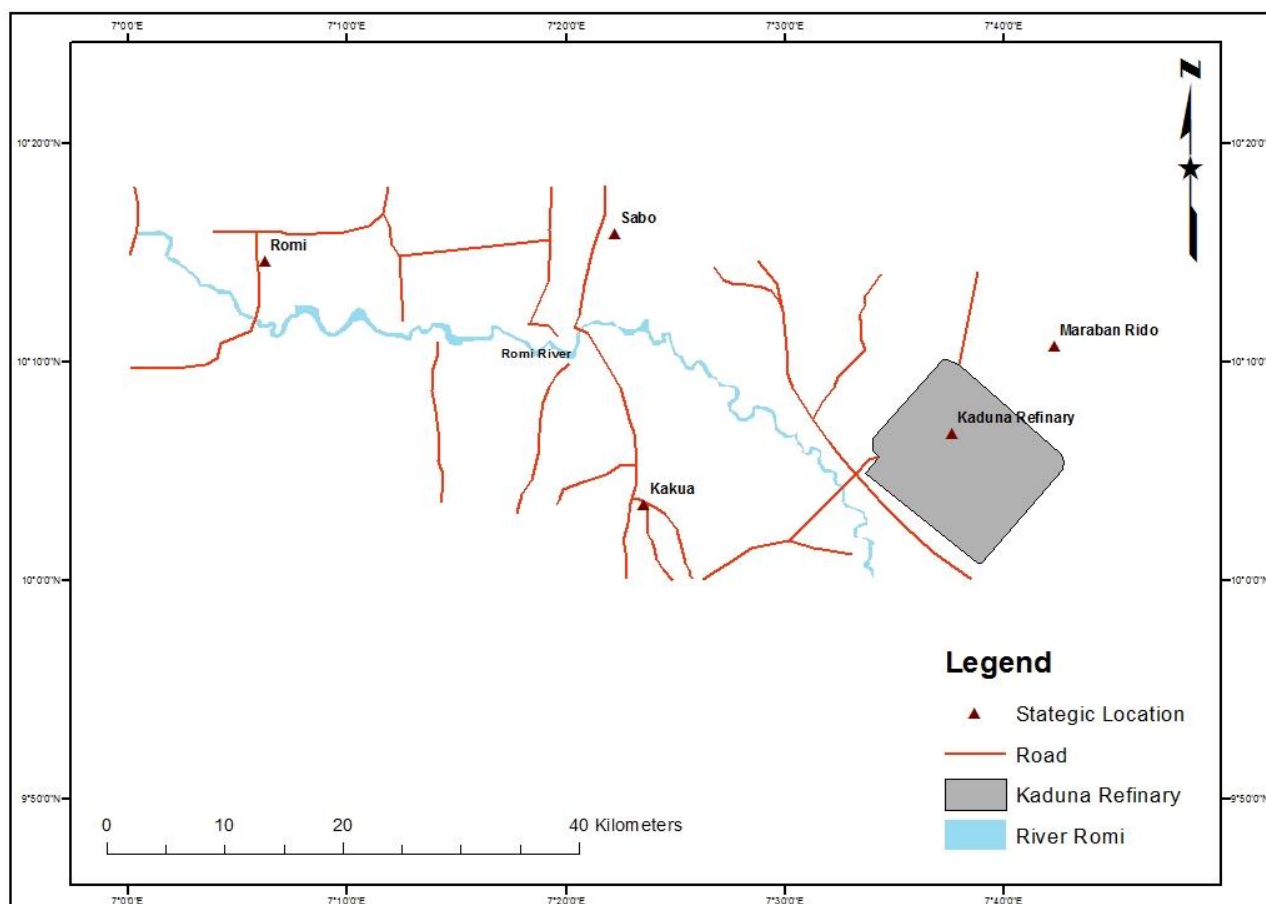 7°0'0"E 7°10'0"E 7°20'0"E 7°30'0"E 7°40'0"E
N
10°20'0"N 10°20'0"N
Sabo
Romi
Maraban Rido
Romi River
10°10'0"N 10°10'0"N
Kaduna Refinary
Kakua
10°0'0"N 10°0'0"N
Legend
Stategic Location
Road
Kaduna Refinary
River Romi
9°50'0"N 9°50'0"N
0 10 20 40 Kilometers
7°0'0"E 7°10'0"E 7°20'0"E 7°30'0"E 7°40'0"E